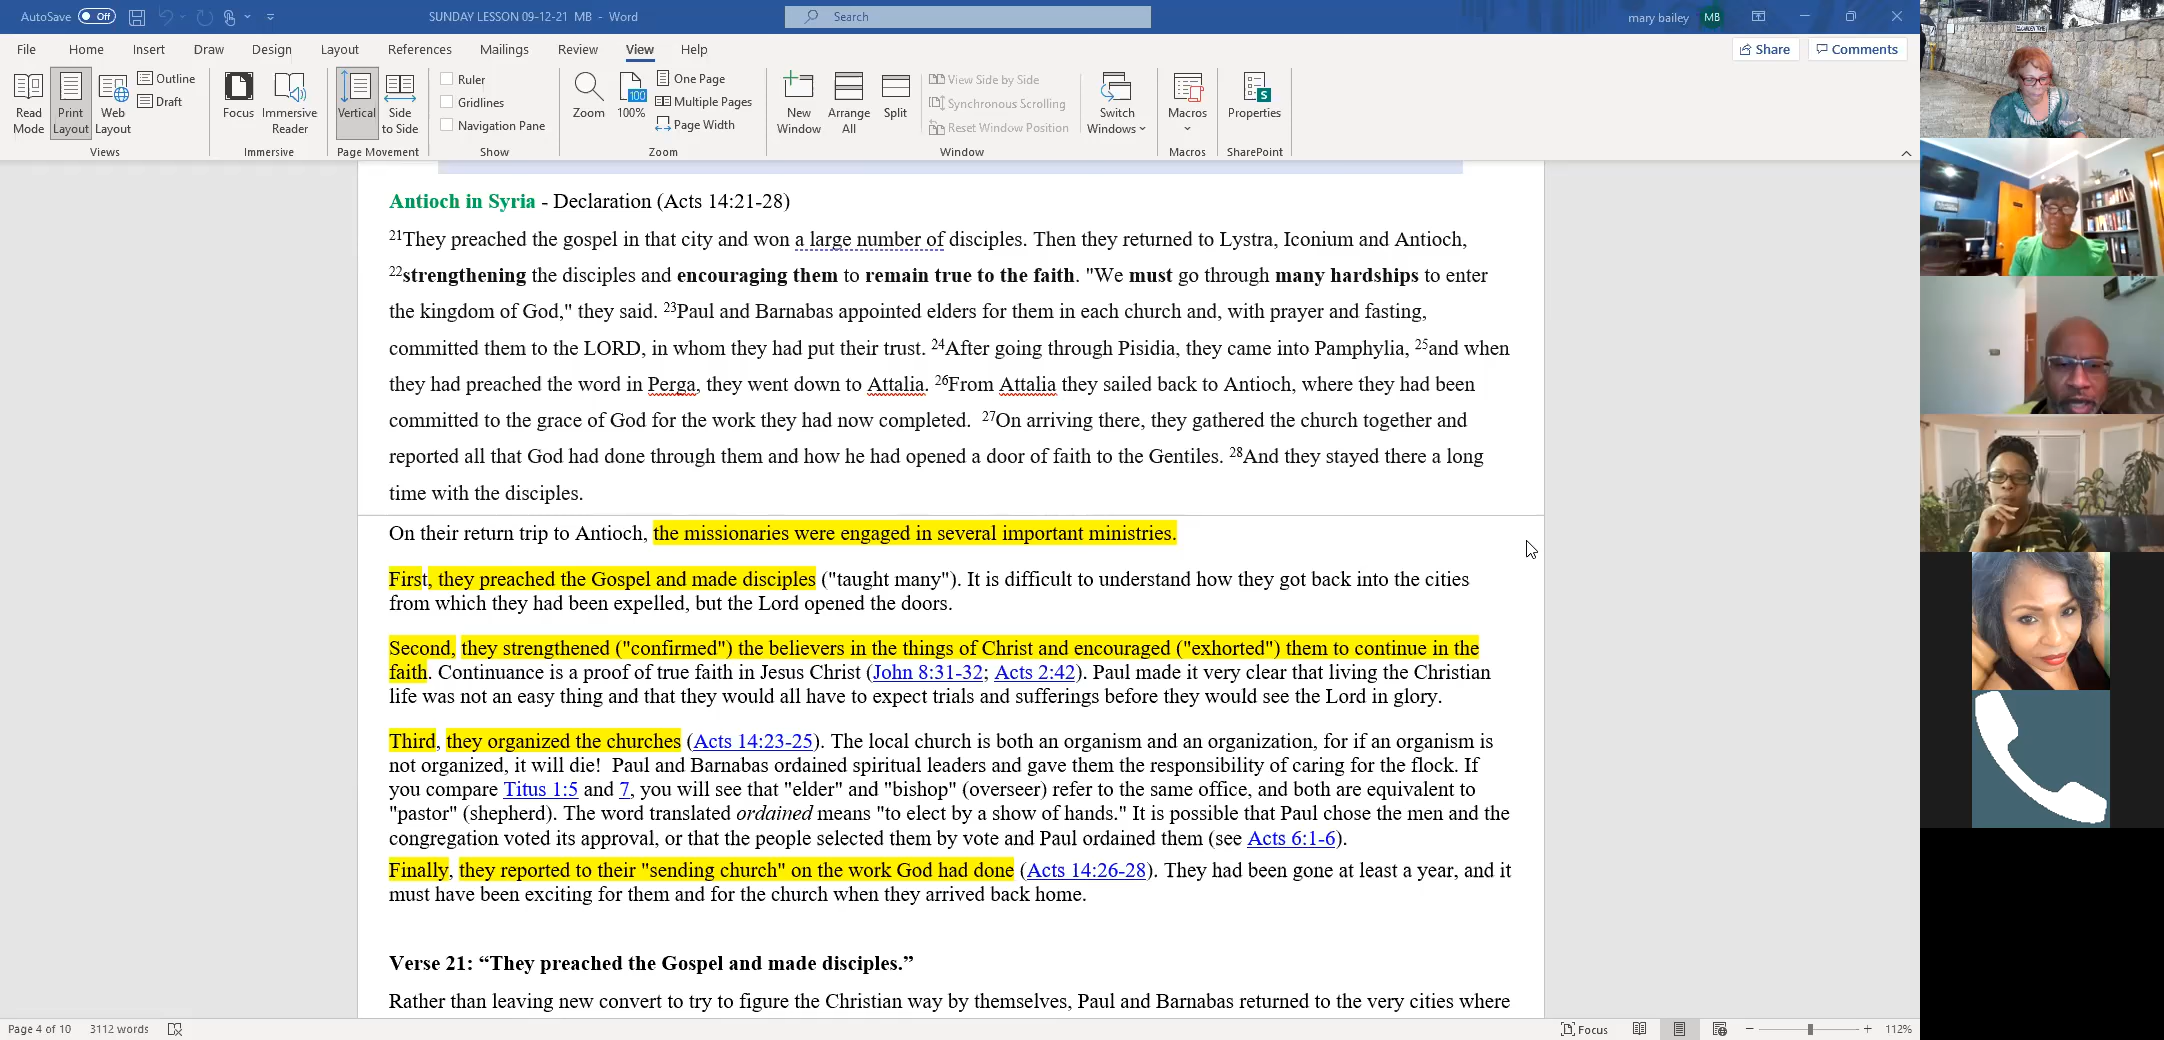 AutoSave Off SUNDAY LESSON 09-12-21 MB - Word Search mary bailey MB
File Home Insert Draw Design Layout References Mailings Review View Help Share Comments
Read Mode
Print Layout
Web Layout
Outline
Draft
Views
Focus
Immersive Reader
Immersive
Vertical
Side to Side
Page Movement
Ruler
Gridlines
Navigation Pane
Show
Zoom
100
100%
One Page
Multiple Pages
Page Width
Zoom
New Window
Arrange All
Split
View Side by Side
Synchronous Scrolling
Reset Window Position
Window
Switch Windows
Macros
Macros
Properties
SharePoint
Antioch in Syria - Declaration (Acts 14:21-28)
21They preached the gospel in that city and won a large number of disciples. Then they returned to Lystra, Iconium and Antioch,
22strengthening the disciples and encouraging them to remain true to the faith. "We must go through many hardships to enter
the kingdom of God," they said. 23Paul and Barnabas appointed elders for them in each church and, with prayer and fasting,
committed them to the LORD, in whom they had put their trust. 24After going through Pisidia, they came into Pamphylia, 25and when
they had preached the word in Perga, they went down to Attalia. 26From Attalia they sailed back to Antioch, where they had been
committed to the grace of God for the work they had now completed. 27On arriving there, they gathered the church together and
reported all that God had done through them and how he had opened a door of faith to the Gentiles. 28And they stayed there a long
time with the disciples.
On their return trip to Antioch, the missionaries were engaged in several important ministries.
First, they preached the Gospel and made disciples ("taught many"). It is difficult to understand how they got back into the cities
from which they had been expelled, but the Lord opened the doors.
Second, they strengthened ("confirmed") the believers in the things of Christ and encouraged ("exhorted") them to continue in the
faith. Continuance is a proof of true faith in Jesus Christ (John 8:31-32; Acts 2:42). Paul made it very clear that living the Christian
life was not an easy thing and that they would all have to expect trials and sufferings before they would see the Lord in glory.
Third, they organized the churches (Acts 14:23-25). The local church is both an organism and an organization, for if an organism is
not organized, it will die! Paul and Barnabas ordained spiritual leaders and gave them the responsibility of caring for the flock. If
you compare Titus 1:5 and 7, you will see that "elder" and "bishop" (overseer) refer to the same office, and both are equivalent to
"pastor" (shepherd). The word translated ordained means "to elect by a show of hands." It is possible that Paul chose the men and the
congregation voted its approval, or that the people selected them by vote and Paul ordained them (see Acts 6:1-6).
Finally, they reported to their "sending church" on the work God had done (Acts 14:26-28). They had been gone at least a year, and it
must have been exciting for them and for the church when they arrived back home.
Verse 21: “They preached the Gospel and made disciples.”
Rather than leaving new convert to try to figure the Christian way by themselves, Paul and Barnabas returned to the very cities where
Page 4 of 10 3112 words Focus 112%